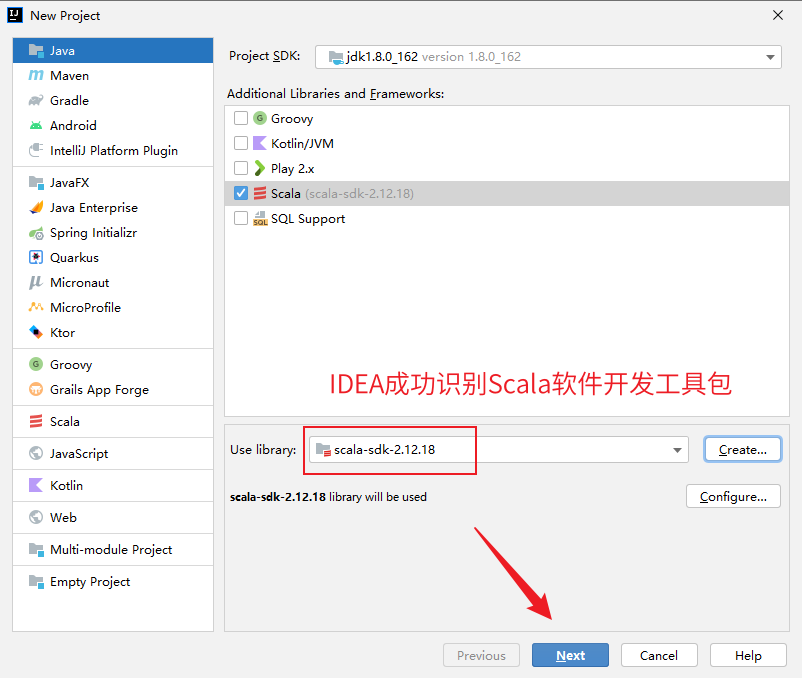 New Project
Java
Maven
Gradle
Android
IntelliJ Platform Plugin
JavaFX
Java Enterprise
Spring Initializr
Quarkus
Micronaut
MicroProfile
Ktor
Groovy
Grails App Forge
Scala
JavaScript
Kotlin
Web
Multi-module Project
Empty Project
Project SDK: jdk1.8.0_162 version 1.8.0_162
Additional Libraries and Frameworks:
Groovy
Kotlin/JVM
Play 2.x
Scala (scala-sdk-2.12.18)
SQL Support
IDEA成功识别Scala软件开发工具包
Use library: scala-sdk-2.12.18 Create...
scala-sdk-2.12.18 library will be used Configure...
Previous Next Cancel Help